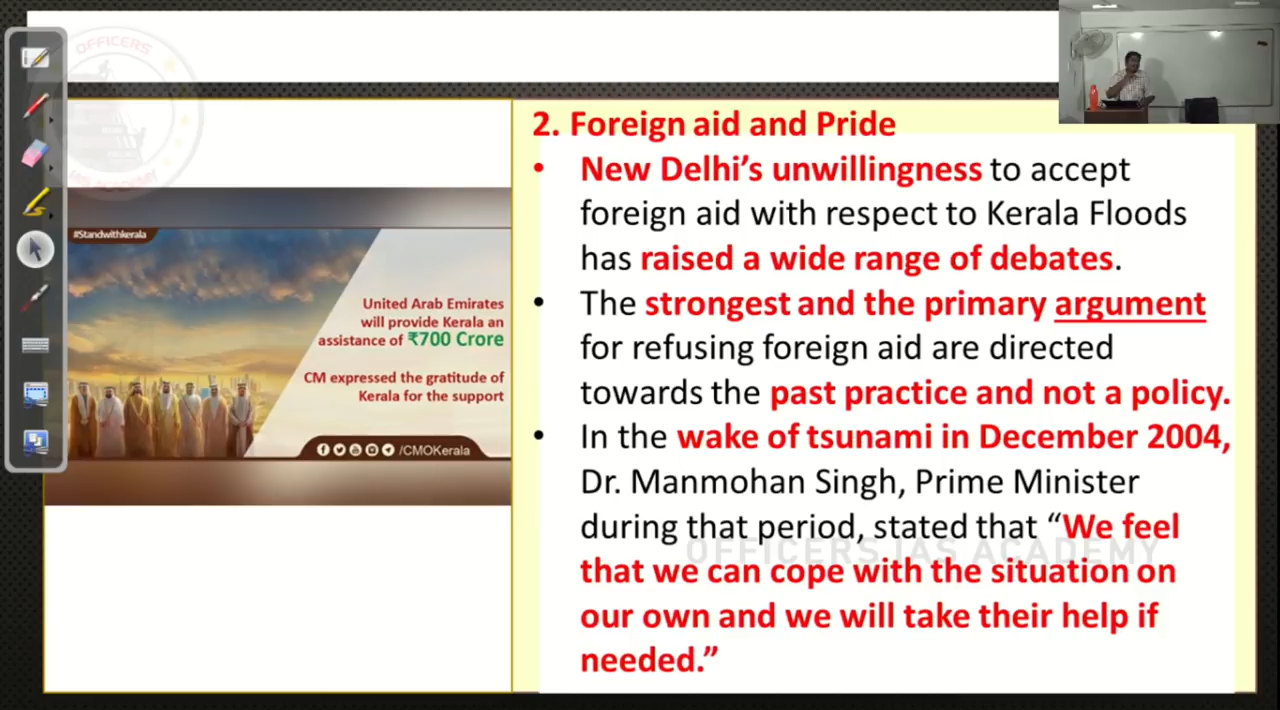 OFFICERS
IAS ACADEMY
2. Foreign aid and Pride
• New Delhi’s unwillingness to accept
foreign aid with respect to Kerala Floods
has raised a wide range of debates.
• The strongest and the primary argument
for refusing foreign aid are directed
towards the past practice and not a policy.
• In the wake of tsunami in December 2004,
Dr. Manmohan Singh, Prime Minister
during that period, stated that “We feel
that we can cope with the situation on
our own and we will take their help if
needed.”
OFFICERS IAS ACADEMY
#Standwithkerala
United Arab Emirates
will provide Kerala an
assistance of ₹700 Crore
CM expressed the gratitude of
Kerala for the support
/CMOKerala